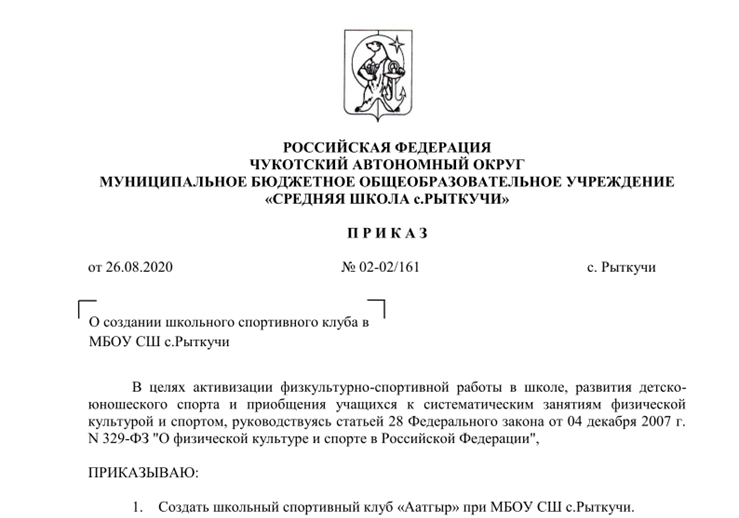 РОССИЙСКАЯ ФЕДЕРАЦИЯ
ЧУКОТСКИЙ АВТОНОМНЫЙ ОКРУГ
МУНИЦИПАЛЬНОЕ БЮДЖЕТНОЕ ОБЩЕОБРАЗОВАТЕЛЬНОЕ УЧРЕЖДЕНИЕ
«СРЕДНЯЯ ШКОЛА с.РЫТКУЧИ»
П Р И К А З
от 26.08.2020 № 02-02/161 с. Рыткучи
О создании школьного спортивного клуба в
МБОУ СШ с.Рыткучи
В целях активизации физкультурно-спортивной работы в школе, развития детско-
юношеского спорта и приобщения учащихся к систематическим занятиям физической
культурой и спортом, руководствуясь статьей 28 Федерального закона от 04 декабря 2007 г.
N 329-ФЗ "О физической культуре и спорте в Российской Федерации",
ПРИКАЗЫВАЮ:
1. Создать школьный спортивный клуб «Аатгыр» при МБОУ СШ с.Рыткучи.